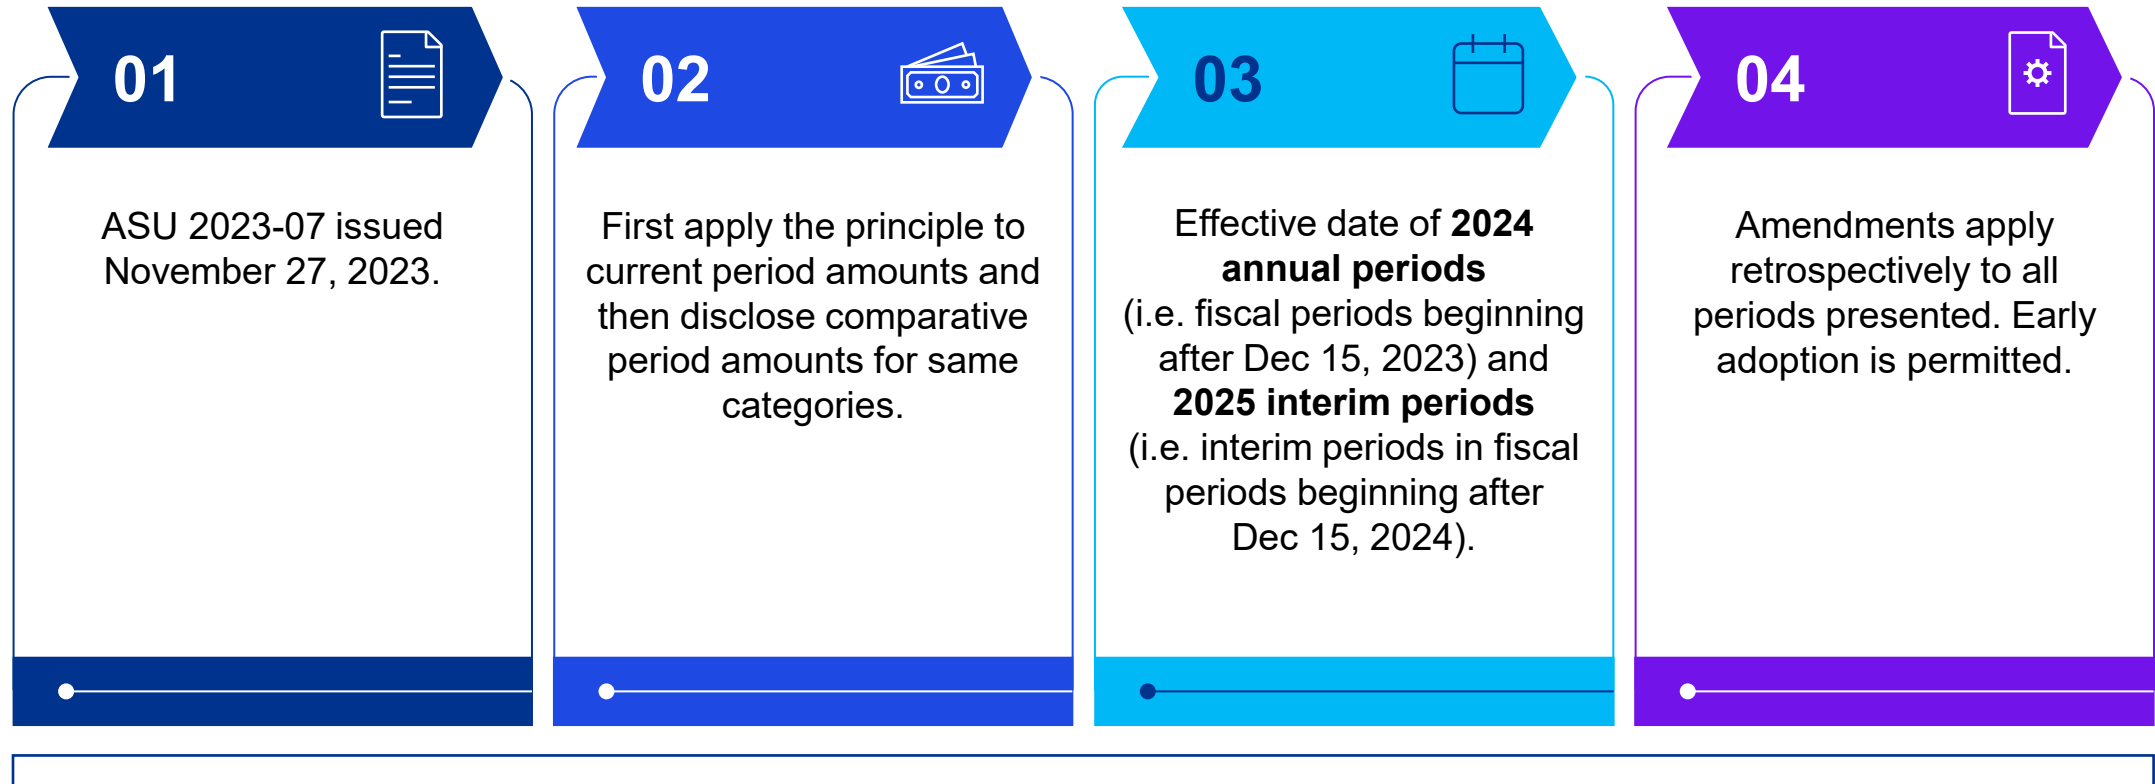 01
ASU 2023-07 issued
November 27, 2023.
02
First apply the principle to
current period amounts and
then disclose comparative
period amounts for same
categories.
03
Effective date of 2024
annual periods
(i.e. fiscal periods beginning
after Dec 15, 2023) and
2025 interim periods
(i.e. interim periods in fiscal
periods beginning after
Dec 15, 2024).
04
Amendments apply
retrospectively to all
periods presented. Early
adoption is permitted.